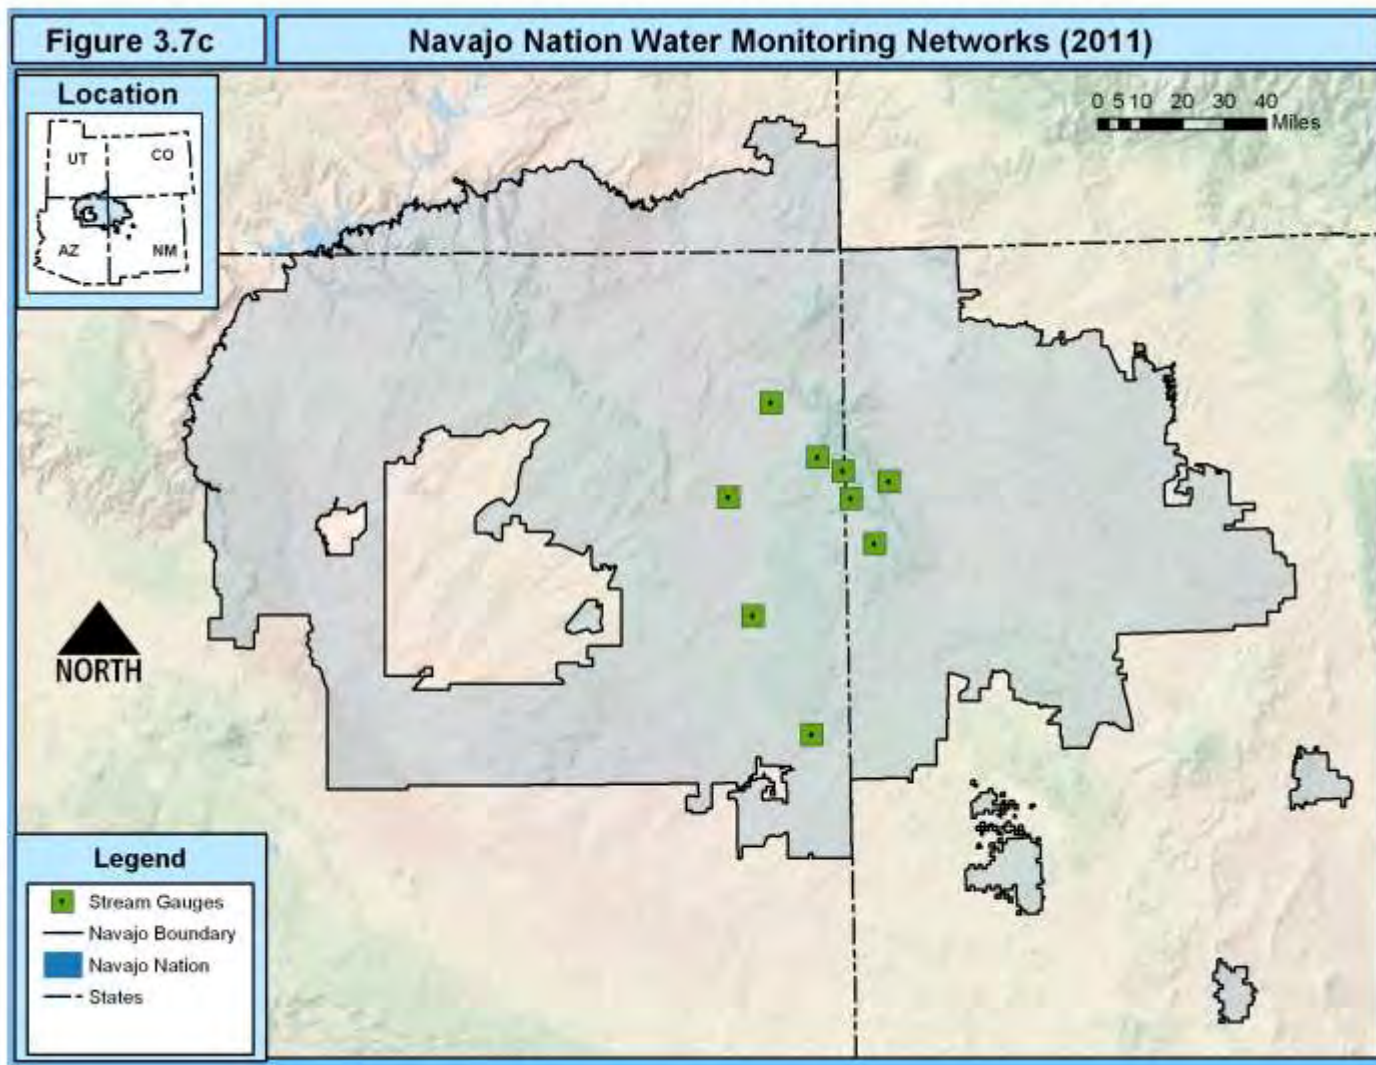 Figure 3.7c
Navajo Nation Water Monitoring Networks (2011)
Location
UT
CO
AZ
NM
0 5 10 20 30 40
Miles
NORTH
Legend
Stream Gauges
Navajo Boundary
Navajo Nation
States